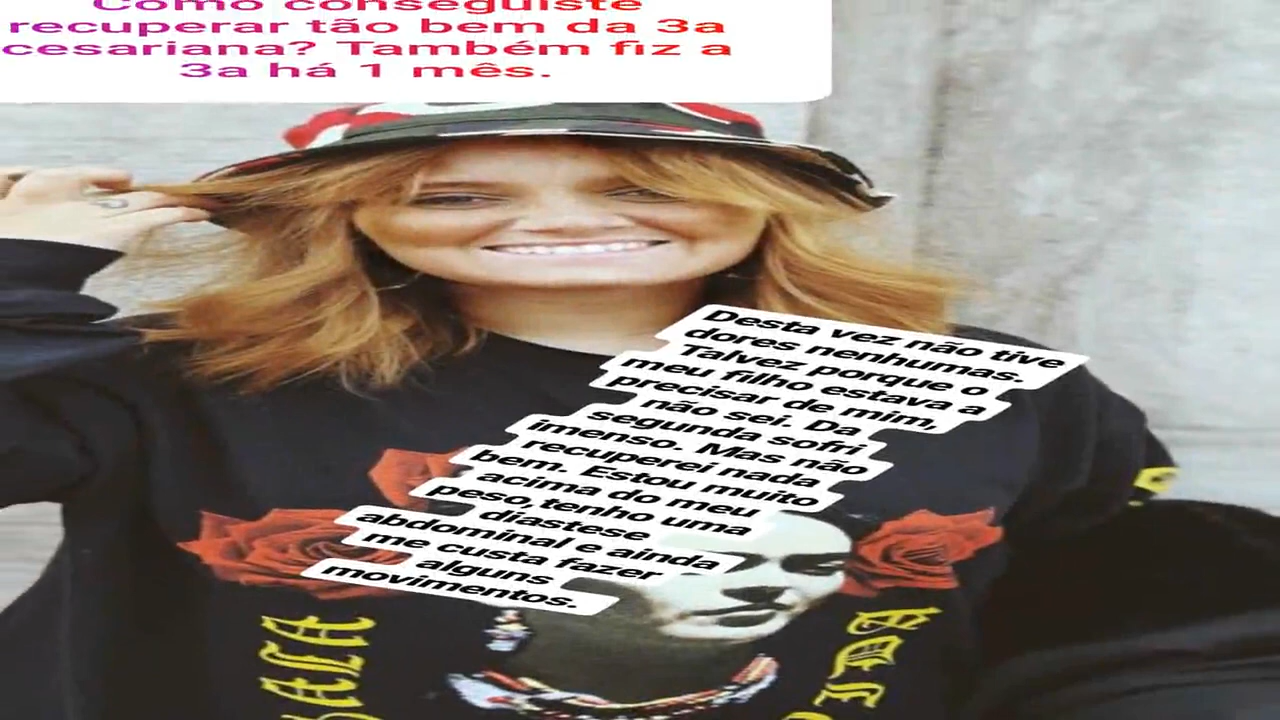 Como conseguiste
recuperar tão bem da 3a
cesariana? Também fiz a
3a há 1 mês.
Desta vez não tive
dores nenhumas.
Talvez porque o
meu filho estava a
precisar de mim,
não sei. Da
segunda sofri
imenso. Mas não
recuperei nada
bem. Estou muito
acima do meu
peso, tenho uma
diastese
abdominal e ainda
me custa fazer
alguns
movimentos.